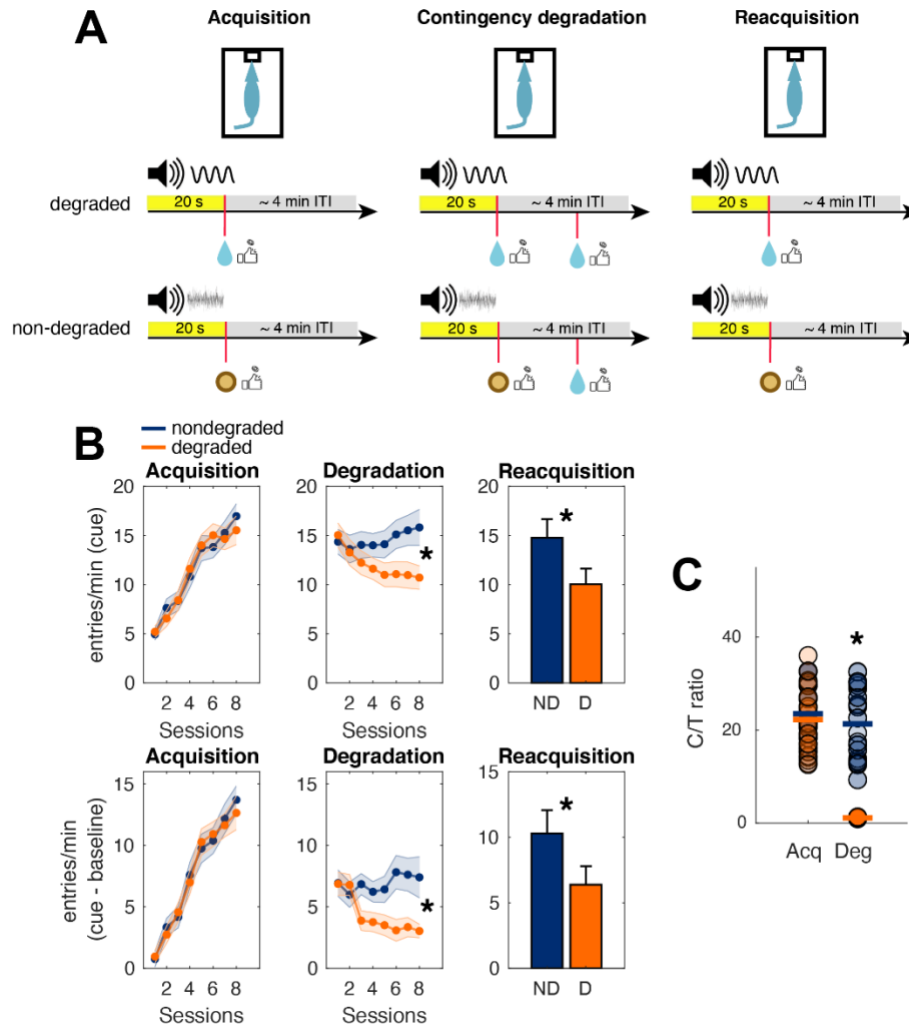 A
Acquisition Contingency degradation Reacquisition
degraded
20 s ~ 4 min ITI 20 s ~ 4 min ITI 20 s ~ 4 min ITI
non-degraded
20 s ~ 4 min ITI 20 s ~ 4 min ITI 20 s ~ 4 min ITI
B
nondegraded
degraded
Acquisition Degradation Reacquisition
entries/min (cue)
20 20 20
15 15 15
10 10 10
5 5 5
0 0 0
* *
2 4 6 8 2 4 6 8 ND D
Sessions Sessions
Acquisition Degradation Reacquisition
entries/min
(cue - baseline)
15 15 15
10 10 10
5 5 5
0 0 0
* *
2 4 6 8 2 4 6 8 ND D
Sessions Sessions
C
C/T ratio
40
20
0
*
Acq Deg